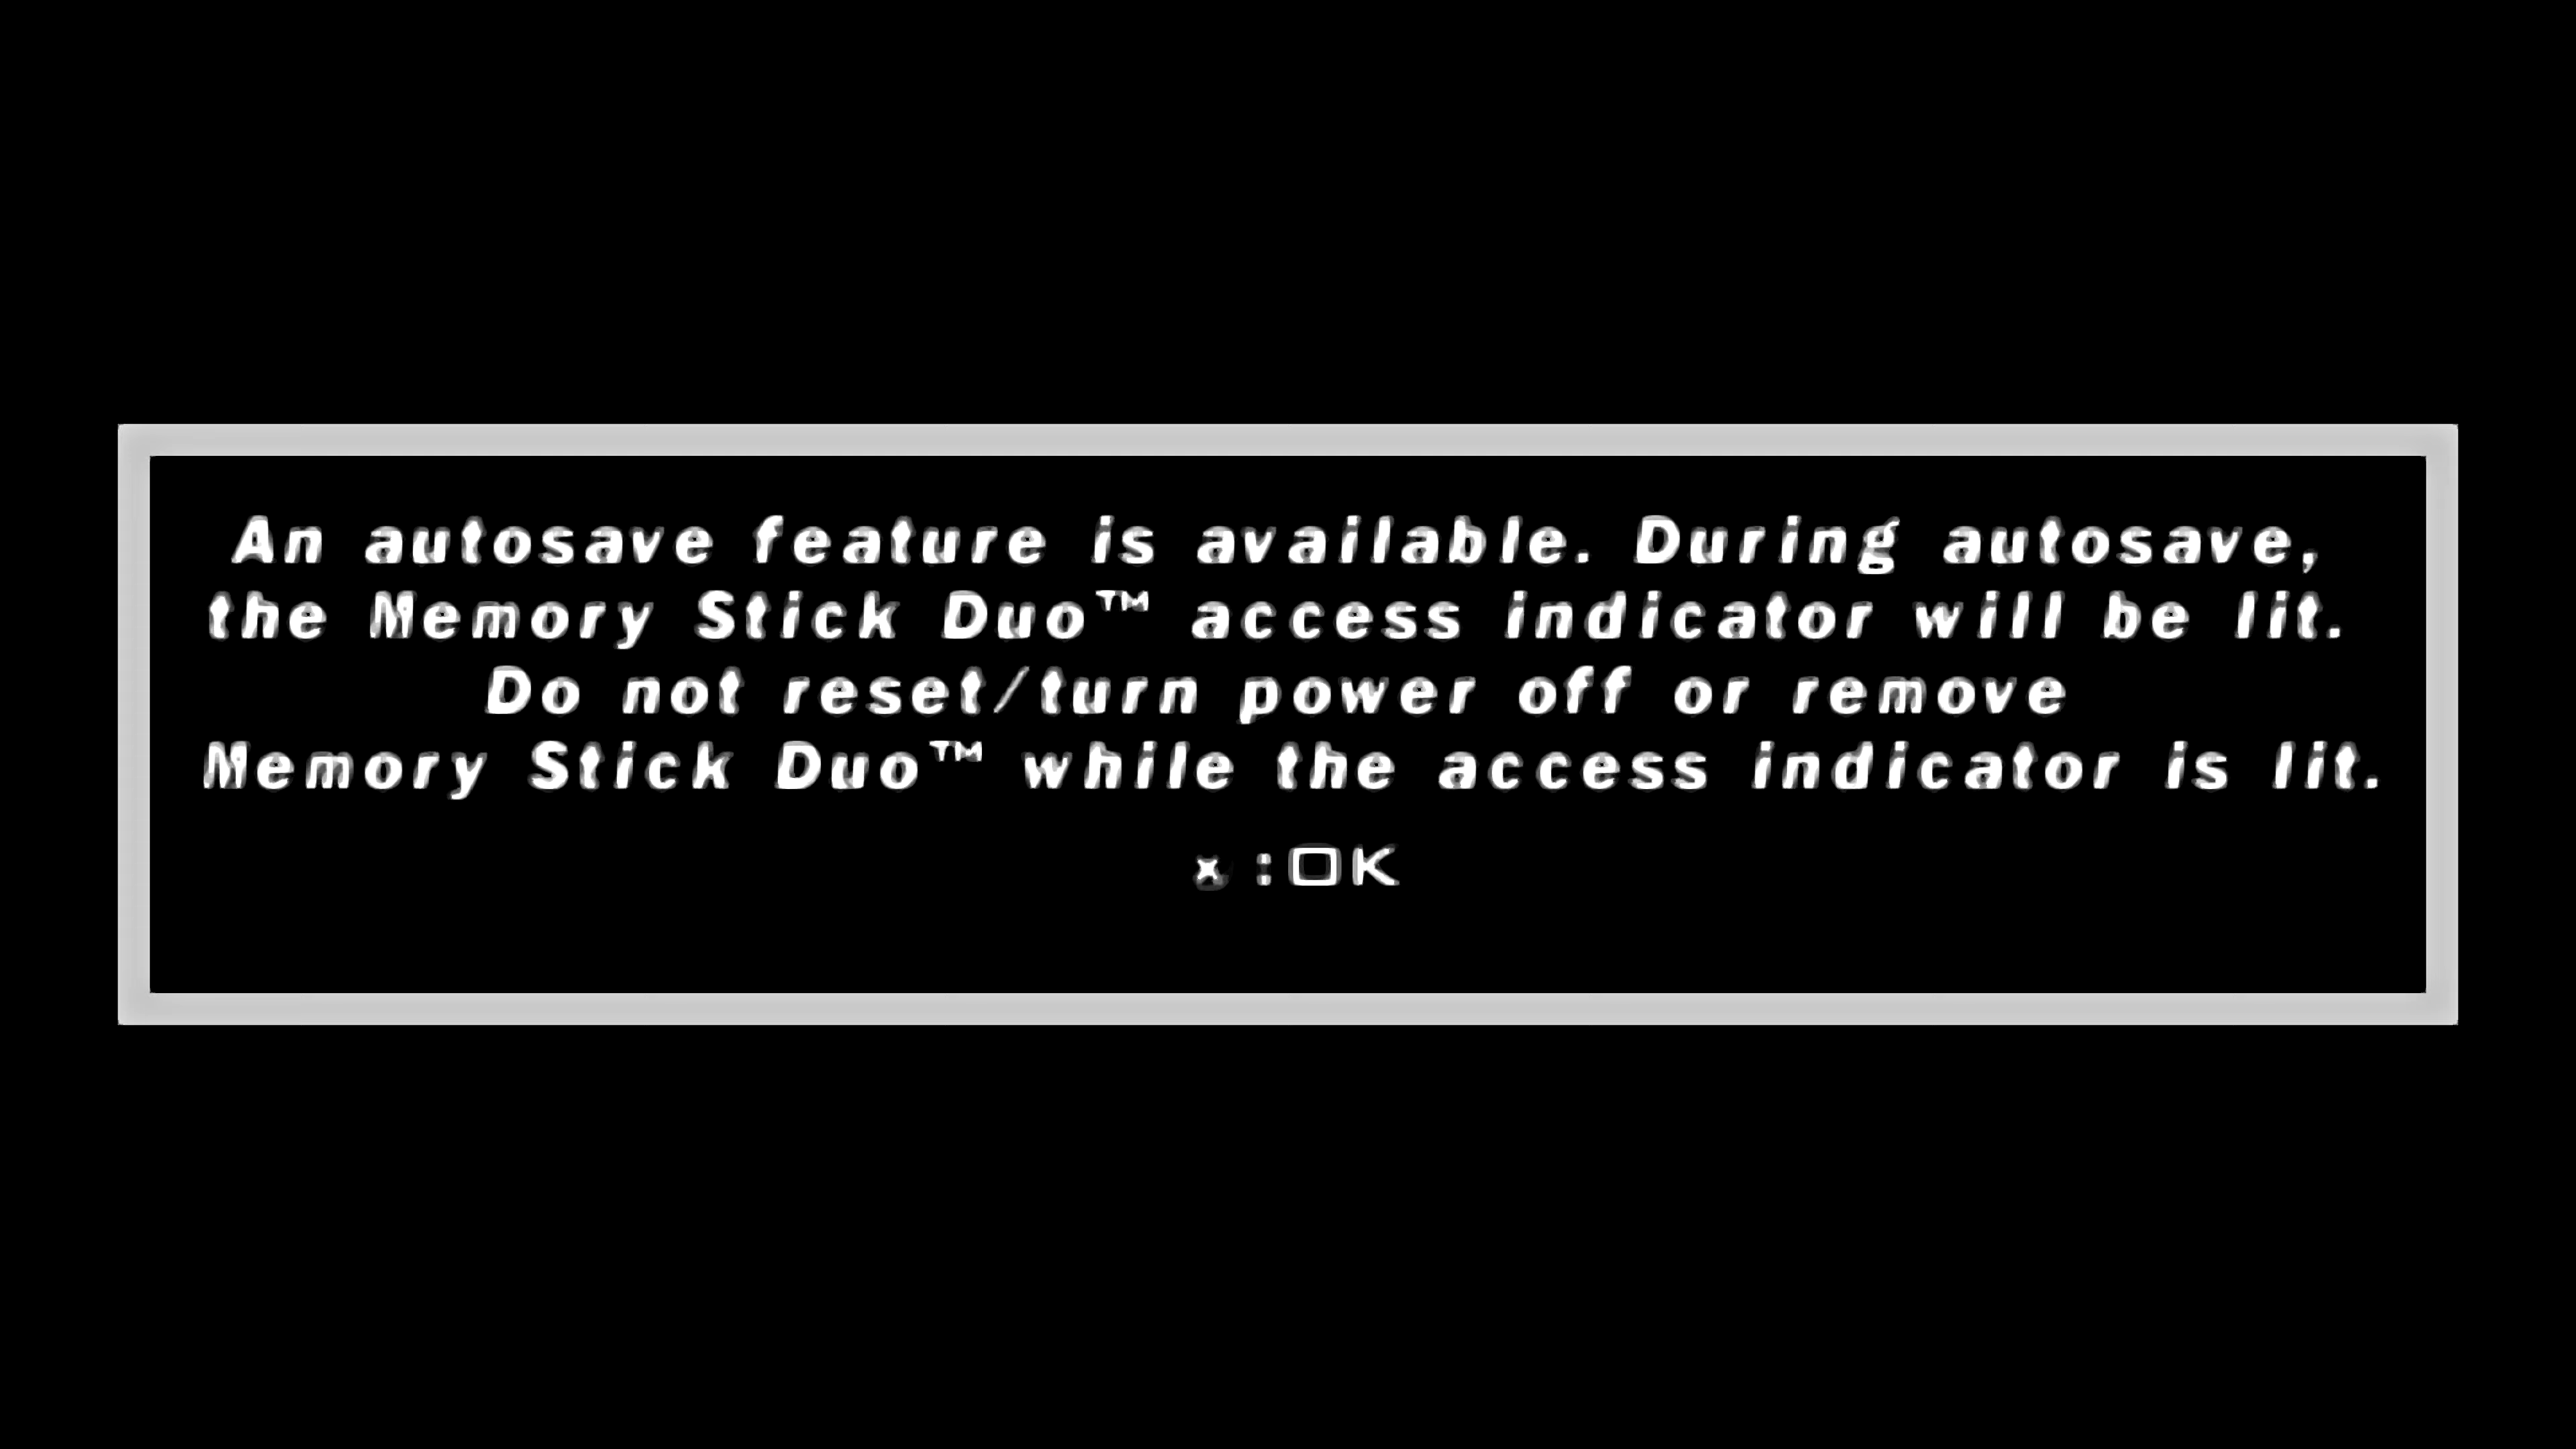 An autosave feature is available. During autosave,
the Memory Stick Duo™ access indicator will be lit.
Do not reset/turn power off or remove
Memory Stick Duo™ while the access indicator is lit.
×:OK